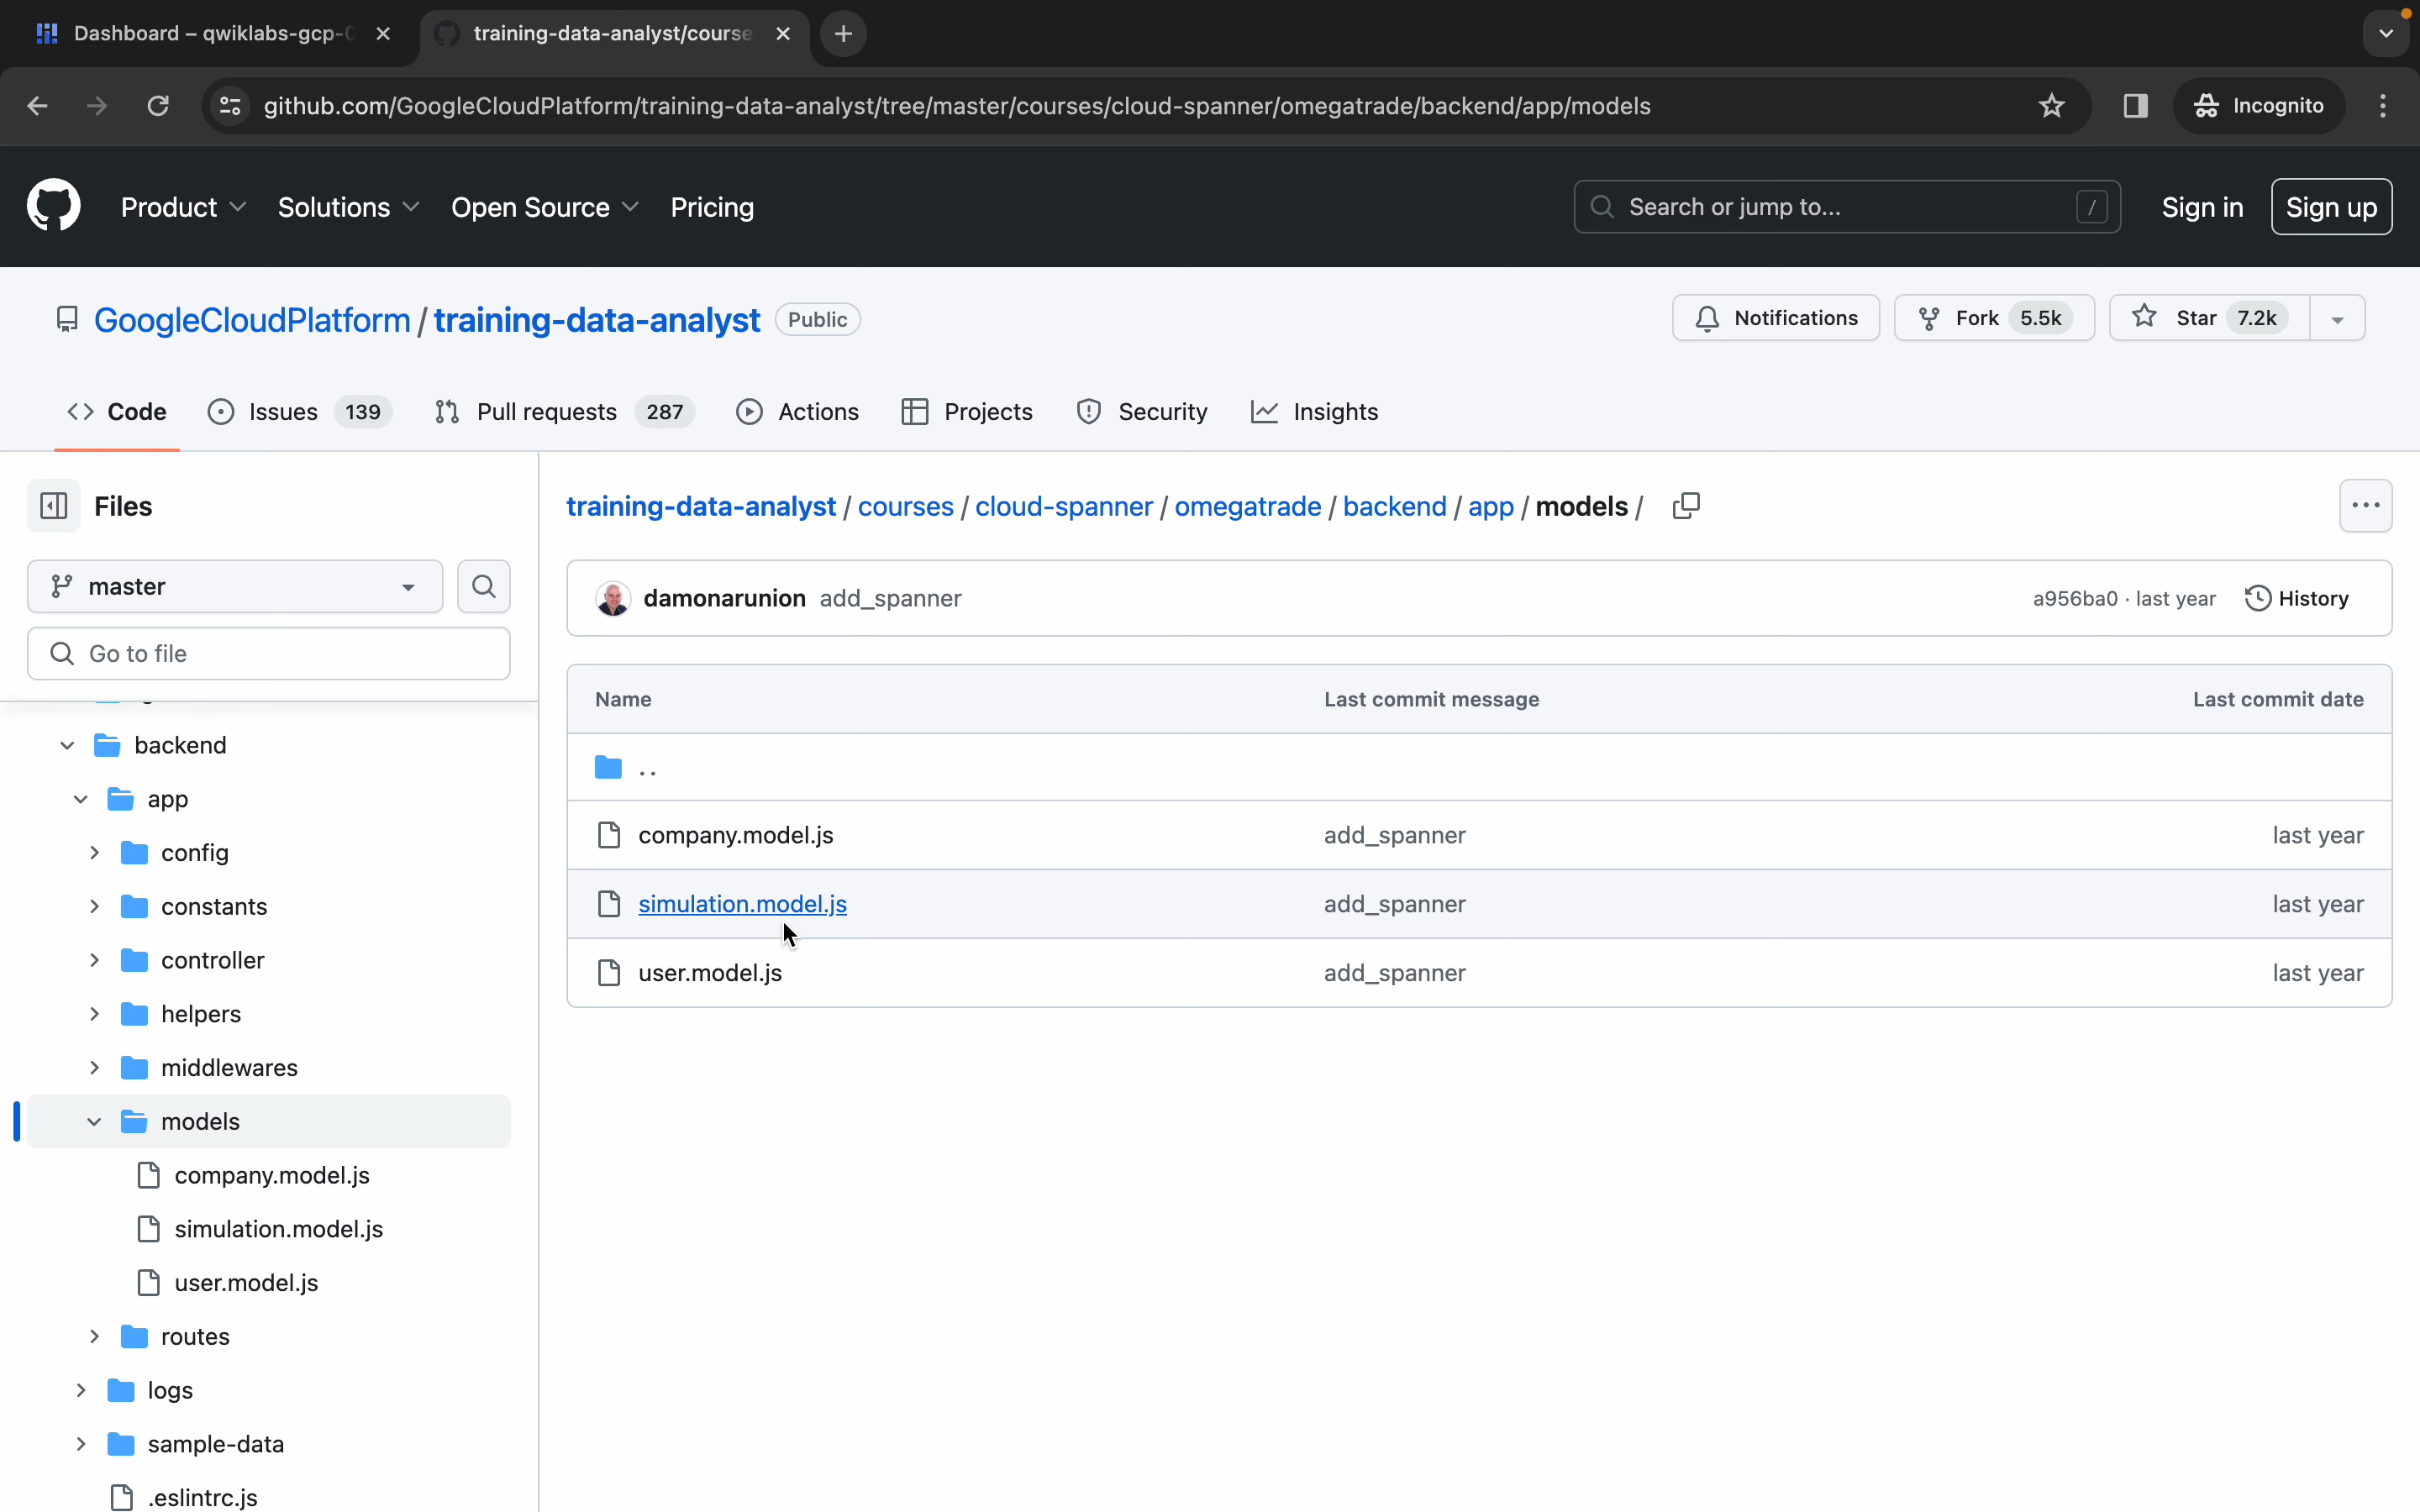 Dashboard – qwiklabs-gcp-
training-data-analyst/course
github.com/GoogleCloudPlatform/training-data-analyst/tree/master/courses/cloud-spanner/omegatrade/backend/app/models
Incognito
Product Solutions Open Source Pricing
Search or jump to... /
Sign in
Sign up
GoogleCloudPlatform / training-data-analyst Public
Notifications
Fork 5.5k
Star 7.2k
Code
Issues 139
Pull requests 287
Actions
Projects
Security
Insights
Files
master
Go to file
backend
app
config
constants
controller
helpers
middlewares
models
company.model.js
simulation.model.js
user.model.js
routes
logs
sample-data
.eslintrc.js
training-data-analyst / courses / cloud-spanner / omegatrade / backend / app / models /
damonarunion add_spanner
a956ba0 · last year
History
Name Last commit message Last commit date
..
company.model.js add_spanner last year
simulation.model.js add_spanner last year
user.model.js add_spanner last year